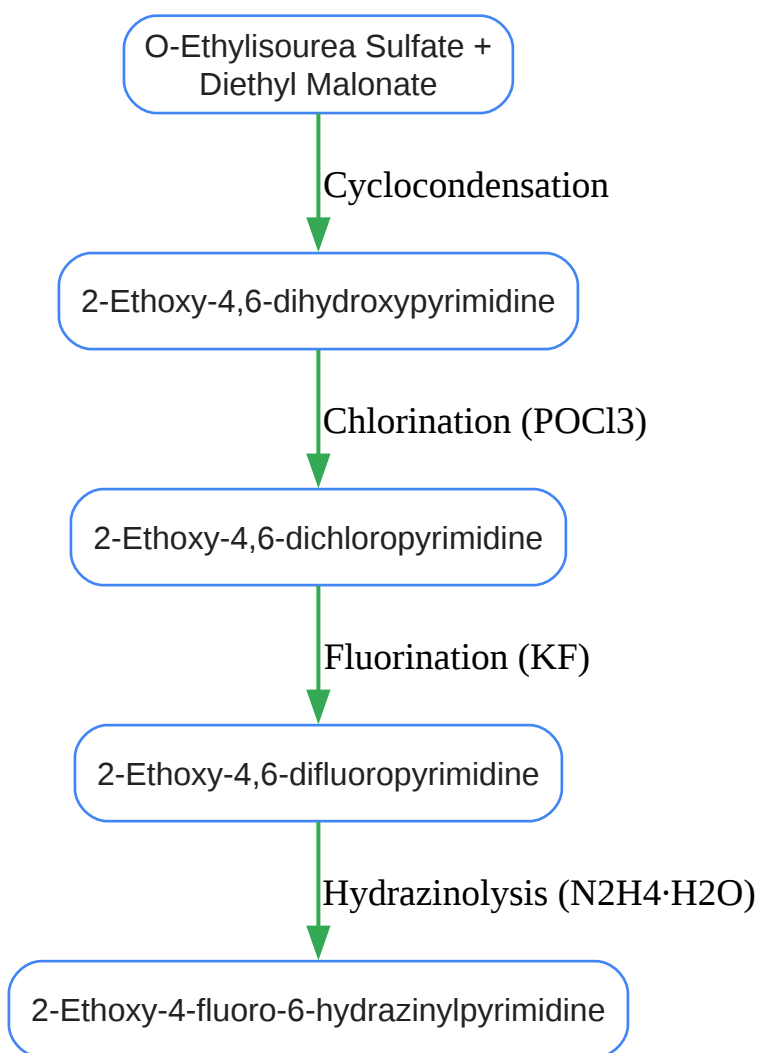 O-Ethylisourea Sulfate +
Diethyl Malonate
Cyclocondensation
2-Ethoxy-4,6-dihydroxypyrimidine
Chlorination (POCl3)
2-Ethoxy-4,6-dichloropyrimidine
Fluorination (KF)
2-Ethoxy-4,6-difluoropyrimidine
Hydrazinolysis (N2H4·H2O)
2-Ethoxy-4-fluoro-6-hydrazinylpyrimidine